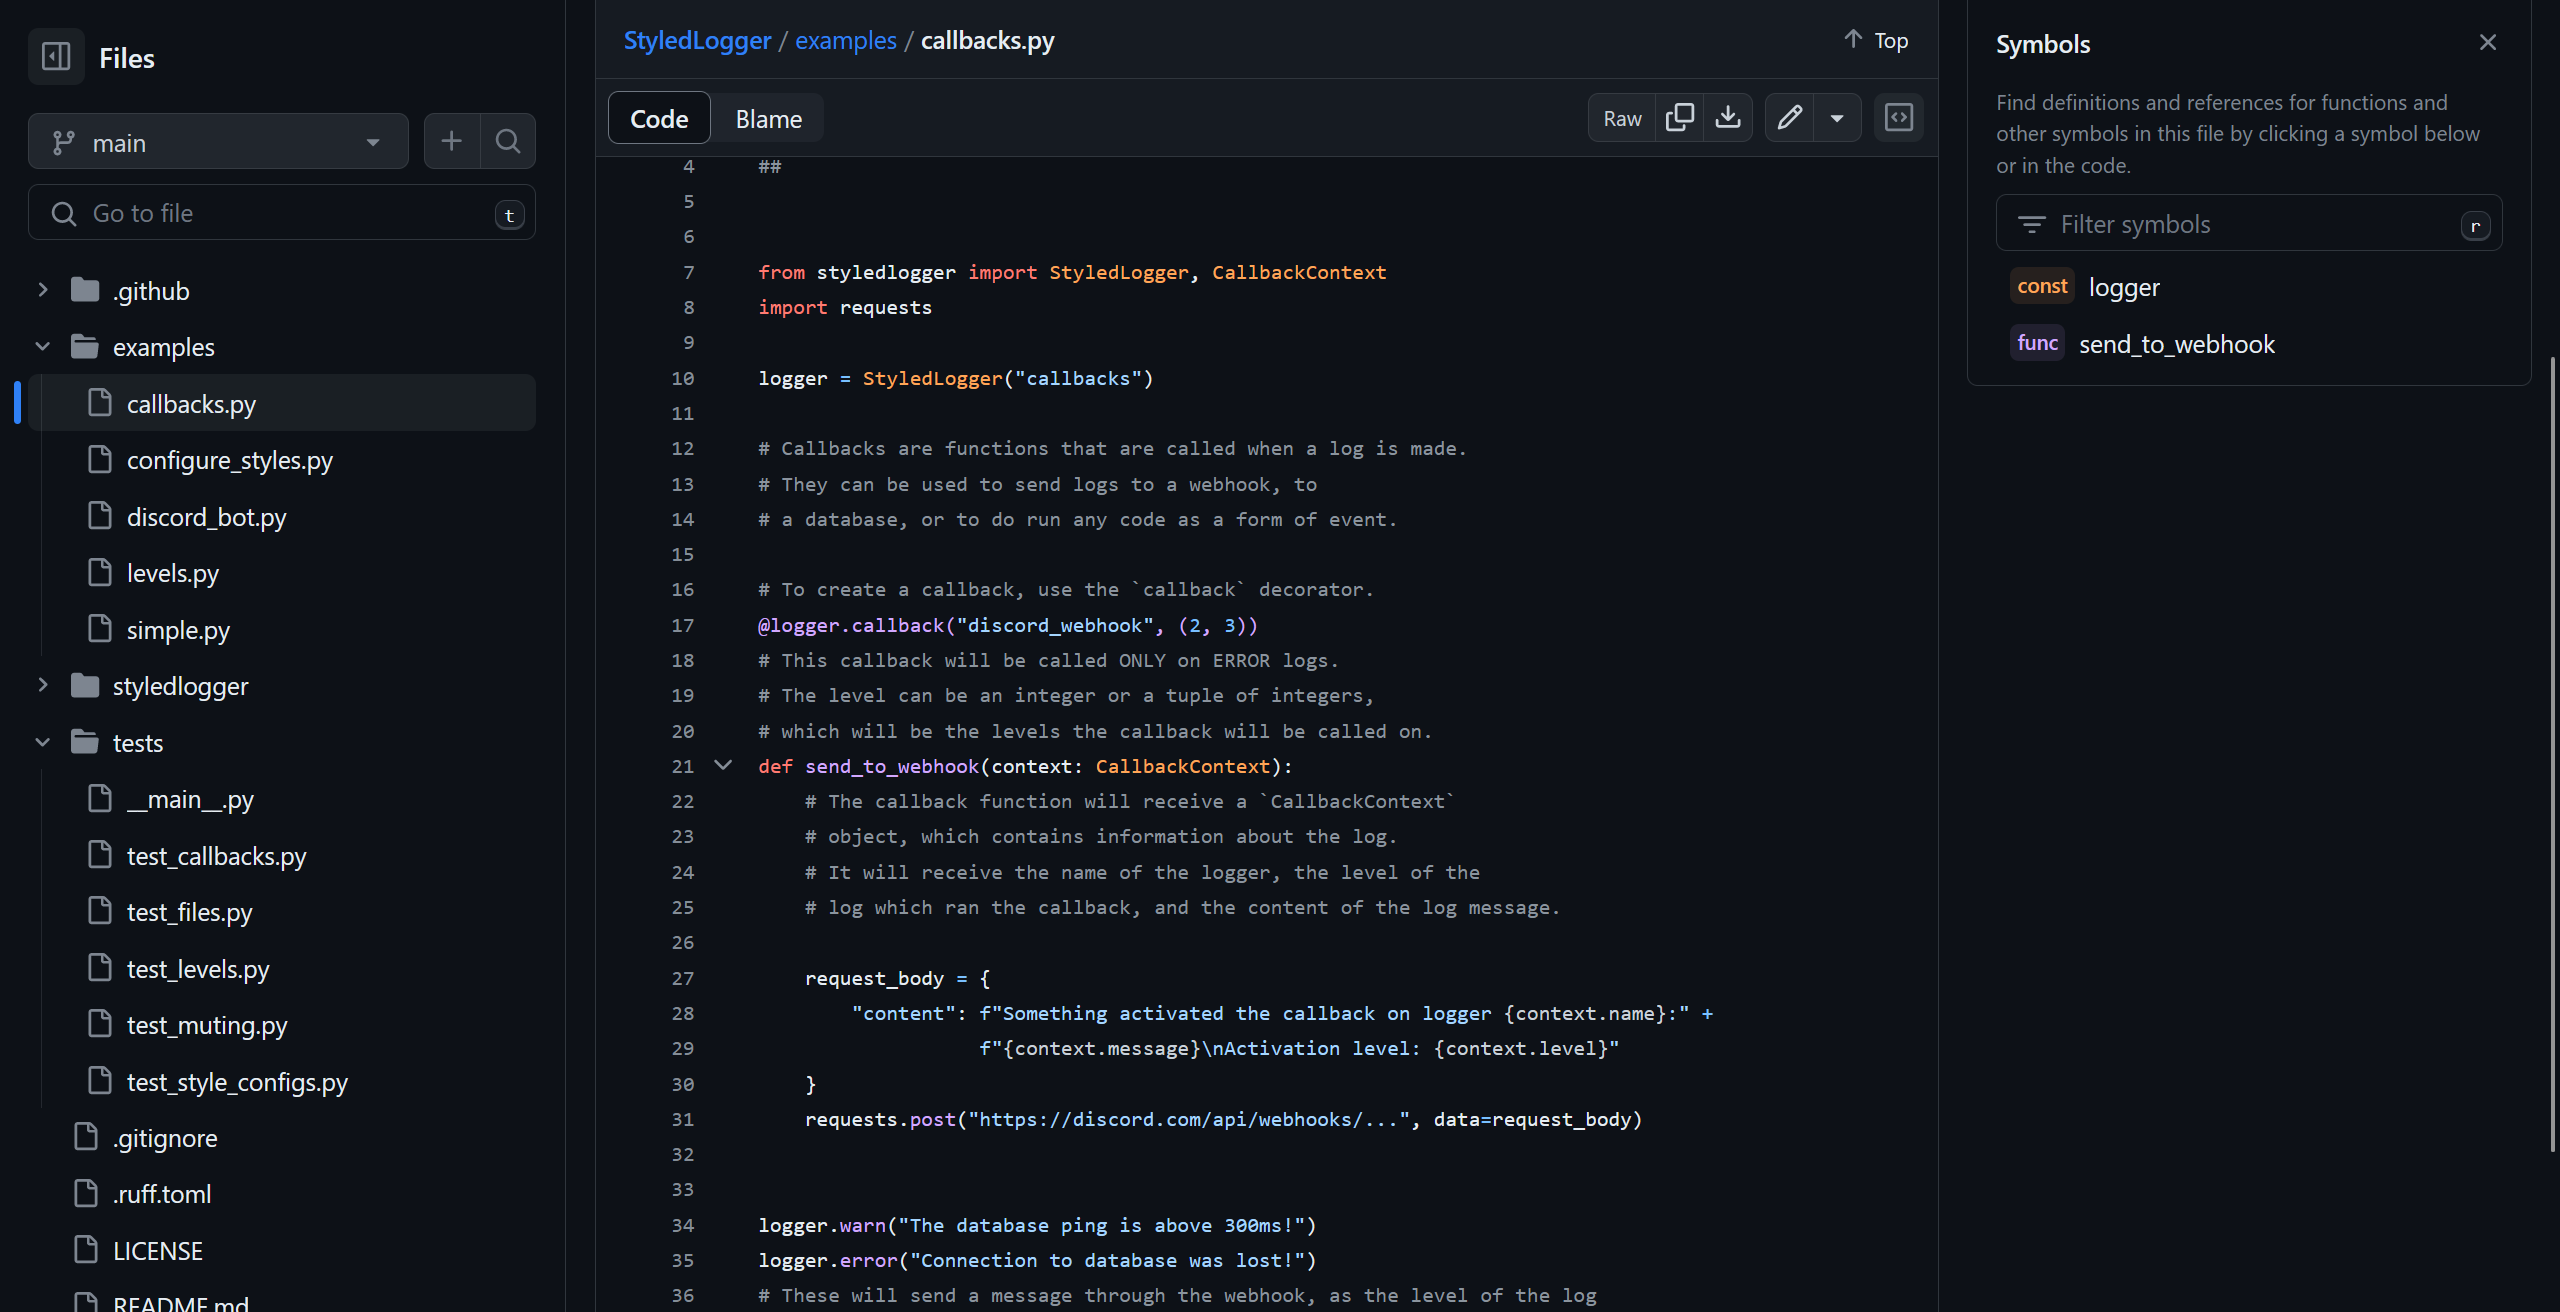 Files
main
Go to file
t
.github
examples
callbacks.py
configure_styles.py
discord_bot.py
levels.py
simple.py
styledlogger
tests
__main__.py
test_callbacks.py
test_files.py
test_levels.py
test_muting.py
test_style_configs.py
.gitignore
.ruff.toml
LICENSE
README.md
StyledLogger / examples / callbacks.py
Top
Code Blame
Raw
4 ##
5
6
7 from styledlogger import StyledLogger, CallbackContext
8 import requests
9
10 logger = StyledLogger("callbacks")
11
12 # Callbacks are functions that are called when a log is made.
13 # They can be used to send logs to a webhook, to
14 # a database, or to do run any code as a form of event.
15
16 # To create a callback, use the `callback` decorator.
17 @logger.callback("discord_webhook", (2, 3))
18 # This callback will be called ONLY on ERROR logs.
19 # The level can be an integer or a tuple of integers,
20 # which will be the levels the callback will be called on.
21 def send_to_webhook(context: CallbackContext):
22     # The callback function will receive a `CallbackContext`
23     # object, which contains information about the log.
24     # It will receive the name of the logger, the level of the
25     # log which ran the callback, and the content of the log message.
26
27     request_body = {
28         "content": f"Something activated the callback on logger {context.name}:" +
29                    f"{context.message}\nActivation level: {context.level}"
30     }
31     requests.post("https://discord.com/api/webhooks/...", data=request_body)
32
33
34 logger.warn("The database ping is above 300ms!")
35 logger.error("Connection to database was lost!")
36 # These will send a message through the webhook, as the level of the log
Symbols
Find definitions and references for functions and
other symbols in this file by clicking a symbol below
or in the code.
Filter symbols
r
const logger
func send_to_webhook